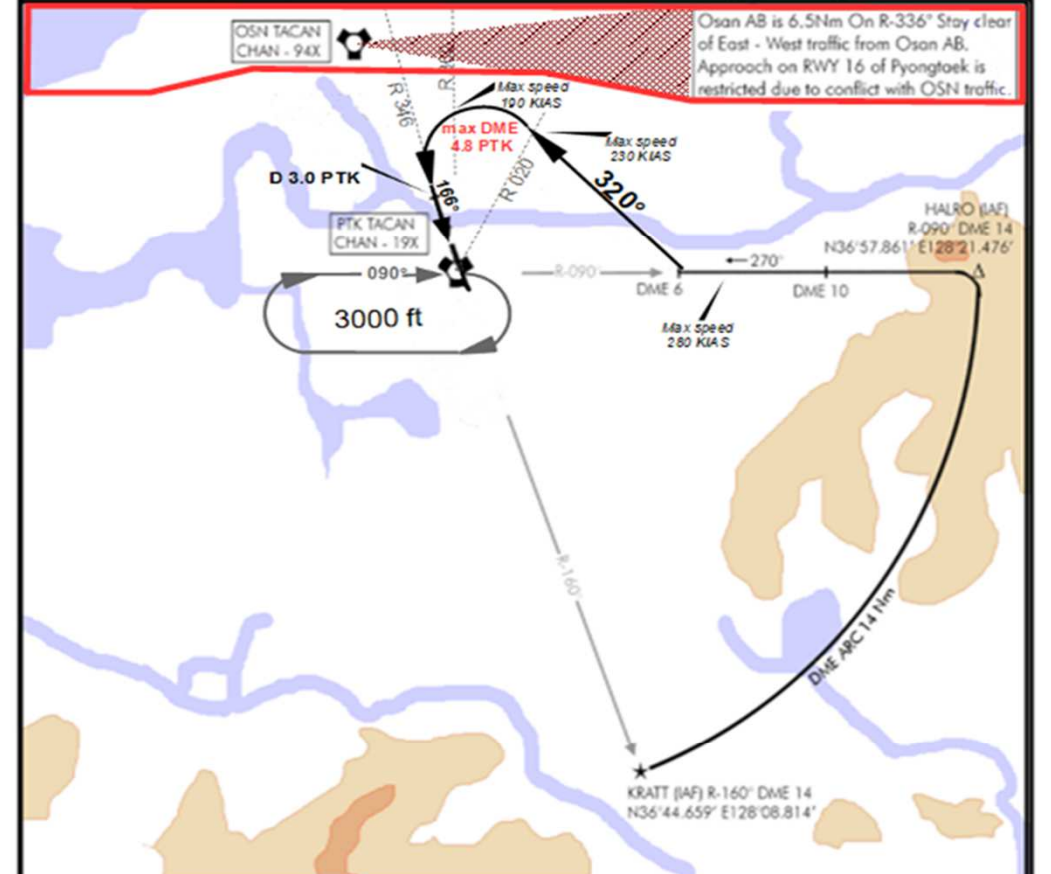 OSN TACAN
CHAN - 94X
Osan AB is 6.5Nm On R-336° Stay clear
of East - West traffic from Osan AB.
Approach on RWY 16 of Pyongtaek is
restricted due to conflict with OSN traffic.
R 346
Max speed
190 KIAS
max DME
4.8 PTK
Max speed
230 KIAS
D 3.0 PTK
166°
R 020
320°
PTK TACAN
CHAN - 19X
HALRO (IAF)
R-090° DME 14
N36°57.861' E128°21.476'
090°
R-090°
270°
DME 6
DME 10
3000 ft
Max speed
280 KIAS
R-160°
DME ARC 14 Nm
KRATT (IAF) R-160° DME 14
N36°44.659' E128°08.814'